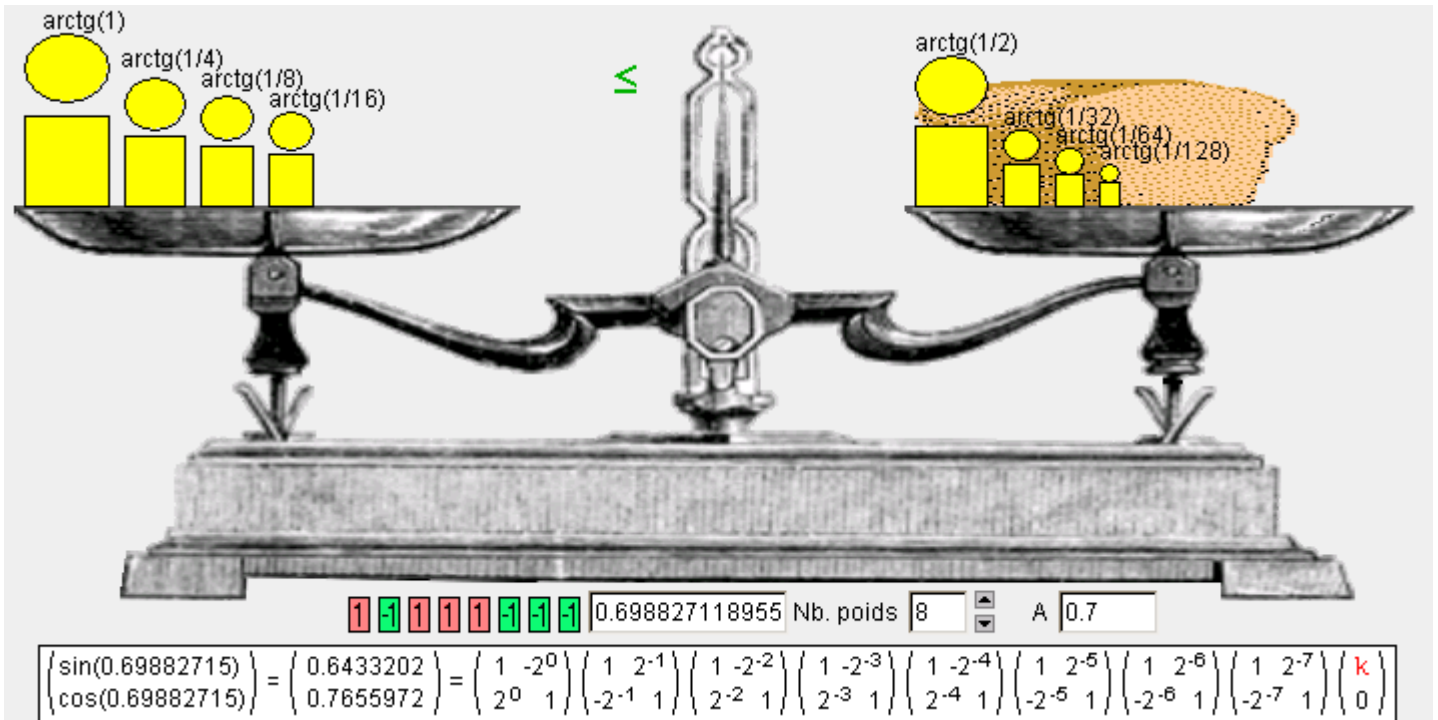 arctg(1)
arctg(1/4)
arctg(1/8)
arctg(1/16)
≤
arctg(1/2)
arctg(1/32)
arctg(1/64)
arctg(1/128)
1 -1 1 1 1 -1 -1 -1 0.698827118955 Nb. poids 8 A 0.7
(sin(0.69882715)) = (0.6433202) = (1 -2⁰)(1 2⁻¹)(1 -2⁻²)(1 -2⁻³)(1 -2⁻⁴)(1 2⁻⁵)(1 2⁻⁶)(1 2⁻⁷)(k)
(cos(0.69882715)) (0.7655972) (2⁰ 1)(-2⁻¹ 1)(2⁻² 1)(2⁻³ 1)(2⁻⁴ 1)(-2⁻⁵ 1)(-2⁻⁶ 1)(-2⁻⁷ 1)(0)